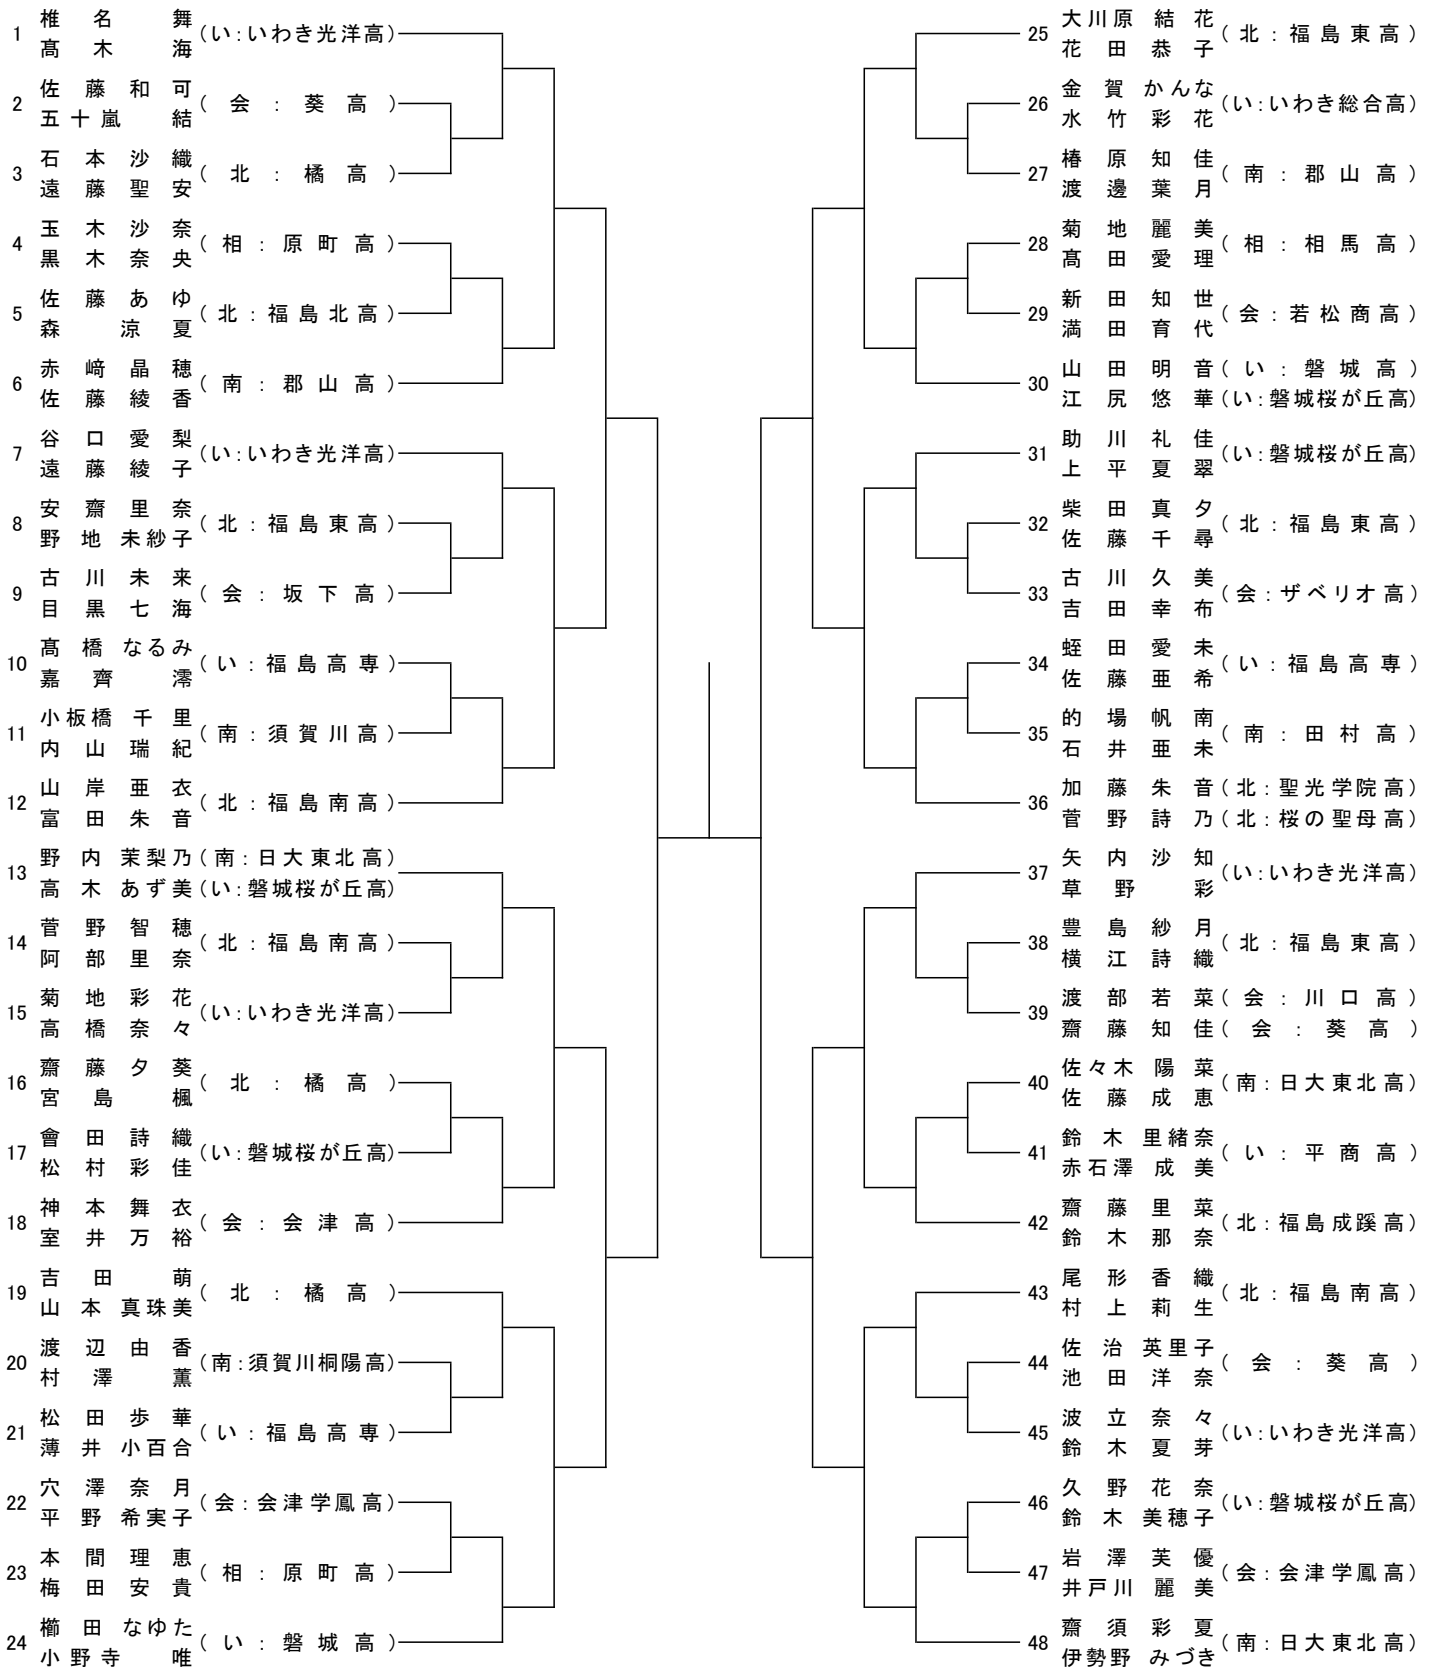 椎名 舞
1 (い:いわき光洋高)
髙木 海
佐藤和可
2 (会:葵高)
五十嵐 結
石本沙織
3 (北:橘高)
遠藤聖安
玉木沙奈
4 (相:原町高)
黒木奈央
佐藤あゆ
5 (北:福島北高)
森 涼夏
赤﨑晶穂
6 (南:郡山高)
佐藤綾香
谷口愛梨
7 (い:いわき光洋高)
遠藤綾子
安齋里奈
8 (北:福島東高)
野地未紗子
古川未来
9 (会:坂下高)
目黒七海
髙橋なるみ
10 (い:福島高専)
嘉齊 澪
小板橋千里
11 (南:須賀川高)
内山瑞紀
山岸亜衣
12 (北:福島南高)
富田朱音
野内茉梨乃(南:日大東北高)
13
高木あず美(い:磐城桜が丘高)
菅野智穂
14 (北:福島南高)
阿部里奈
菊地彩花
15 (い:いわき光洋高)
高橋奈々
齋藤夕葵
16 (北:橘高)
宮島 楓
會田詩織
17 (い:磐城桜が丘高)
松村彩佳
神本舞衣
18 (会:会津高)
室井万裕
吉田 萌
19 (北:橘高)
山本真珠美
渡辺由香
20 (南:須賀川桐陽高)
村澤 薫
松田歩華
21 (い:福島高専)
薄井小百合
穴澤奈月
22 (会:会津学鳳高)
平野希実子
本間理恵
23 (相:原町高)
梅田安貴
櫛田なゆた
24 (い:磐城高)
小野寺 唯
大川原結花
25 (北:福島東高)
花田恭子
金賀かんな
26 (い:いわき総合高)
水竹彩花
椿原知佳
27 (南:郡山高)
渡邊葉月
菊地麗美
28 (相:相馬高)
髙田愛理
新田知世
29 (会:若松商高)
満田育代
山田明音(い:磐城高)
30
江尻悠華(い:磐城桜が丘高)
助川礼佳
31 (い:磐城桜が丘高)
上平夏翠
柴田真夕
32 (北:福島東高)
佐藤千尋
古川久美
33 (会:ザベリオ高)
吉田幸布
蛭田愛未
34 (い:福島高専)
佐藤亜希
的場帆南
35 (南:田村高)
石井亜未
加藤朱音(北:聖光学院高)
36
菅野詩乃(北:桜の聖母高)
矢内沙知
37 (い:いわき光洋高)
草野 彩
豊島紗月
38 (北:福島東高)
横江詩織
渡部若菜(会:川口高)
39
齋藤知佳(会:葵高)
佐々木陽菜
40 (南:日大東北高)
佐藤成恵
鈴木里緒奈
41 (い:平商高)
赤石澤成美
齋藤里菜
42 (北:福島成蹊高)
鈴木那奈
尾形香織
43 (北:福島南高)
村上莉生
佐治英里子
44 (会:葵高)
池田洋奈
波立奈々
45 (い:いわき光洋高)
鈴木夏芽
久野花奈
46 (い:磐城桜が丘高)
鈴木美穂子
岩澤芙優
47 (会:会津学鳳高)
井戸川麗美
齋須彩夏
48 (南:日大東北高)
伊勢野みづき